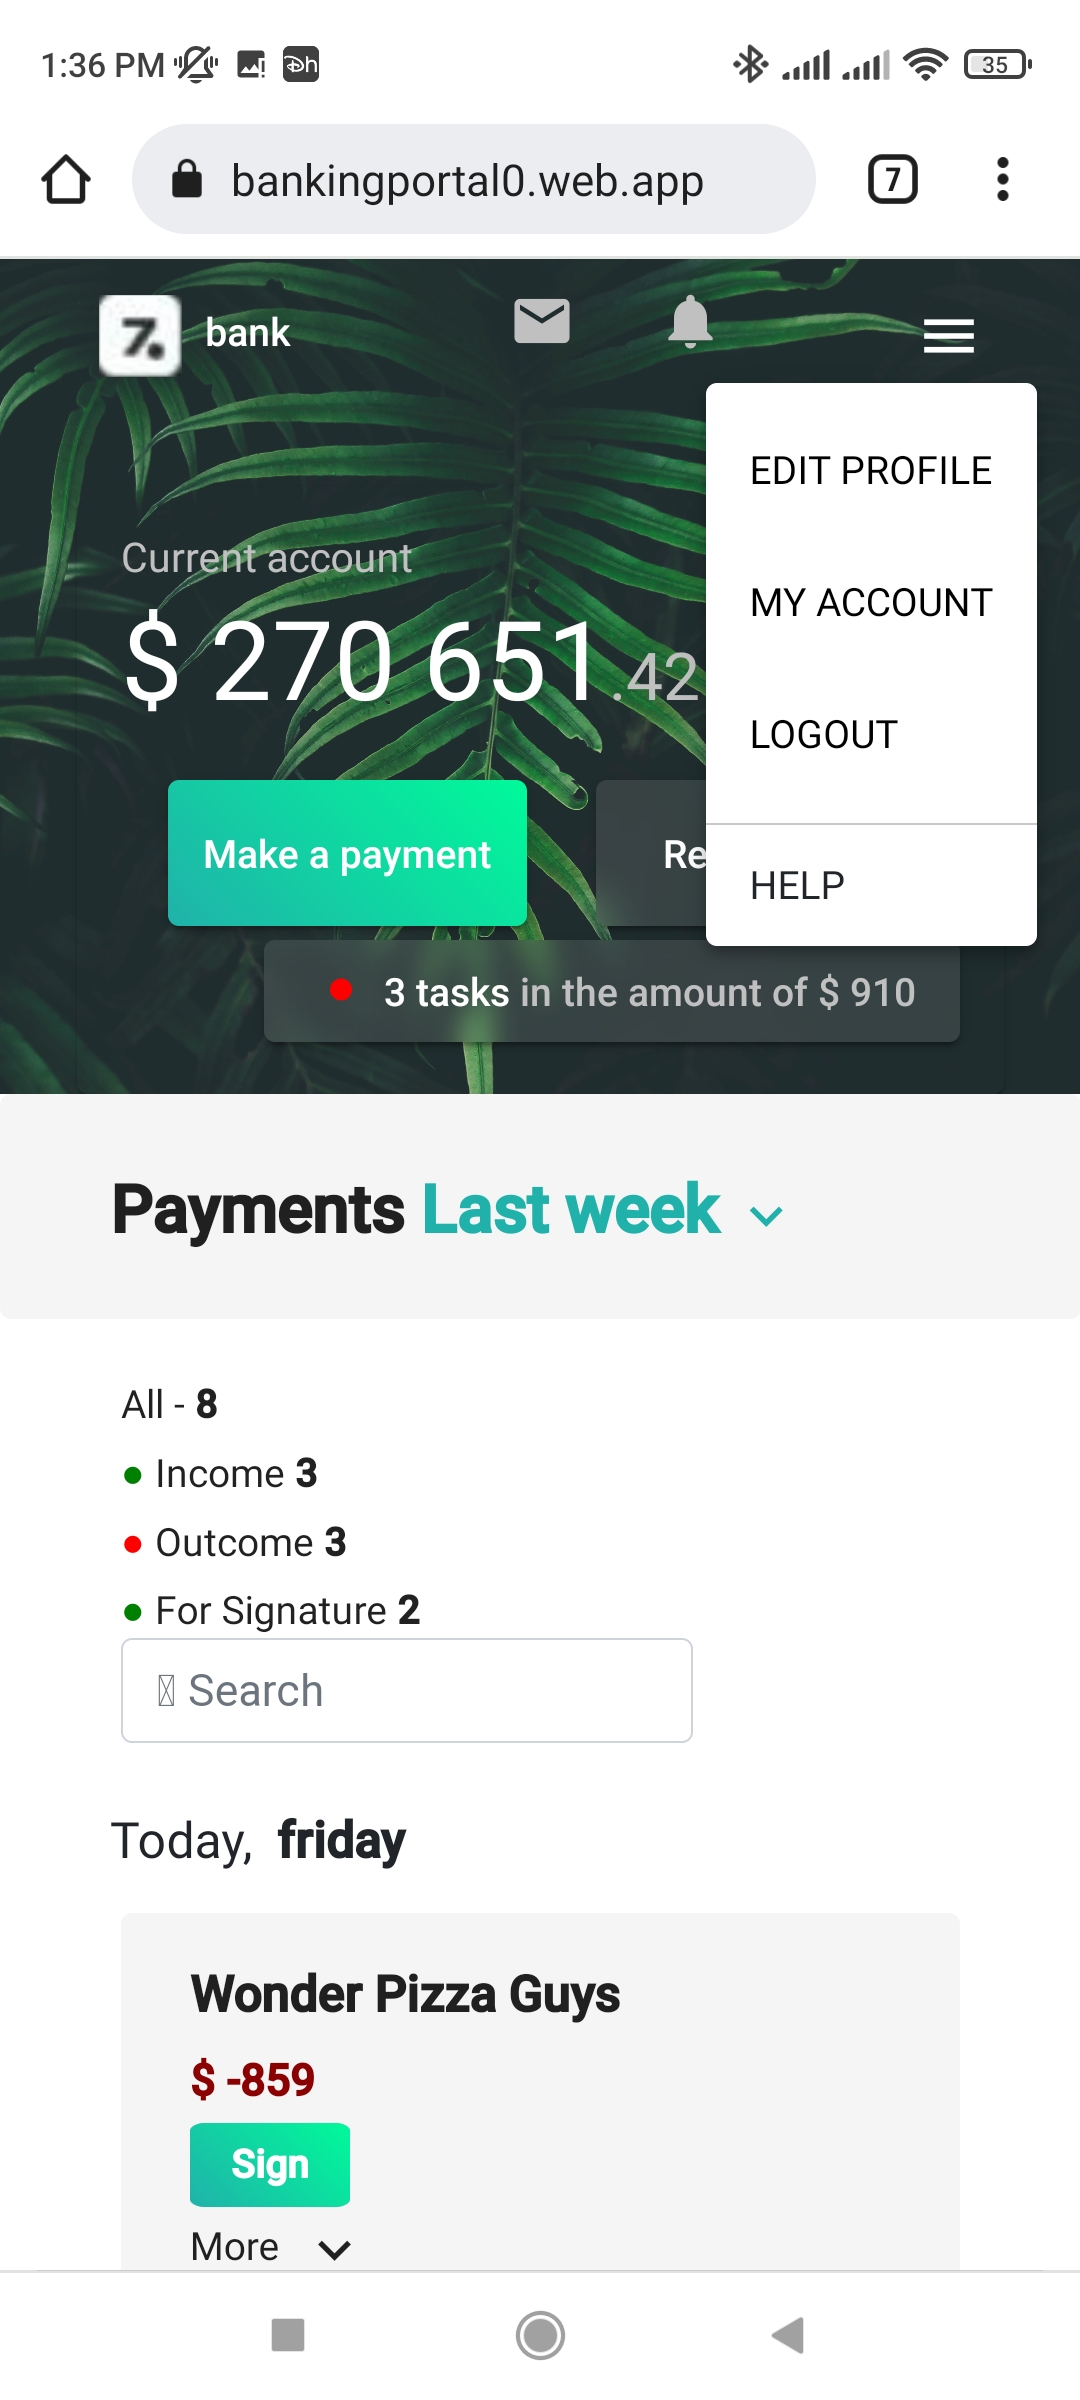 1:36 PM
35
bankingportal0.web.app
7
7. bank
EDIT PROFILE
MY ACCOUNT
LOGOUT
HELP
Current account
$ 270 651.42
Make a payment
Re
3 tasks in the amount of $ 910
Payments Last week
All - 8
Income 3
Outcome 3
For Signature 2
Search
Today, friday
Wonder Pizza Guys
$ -859
Sign
More